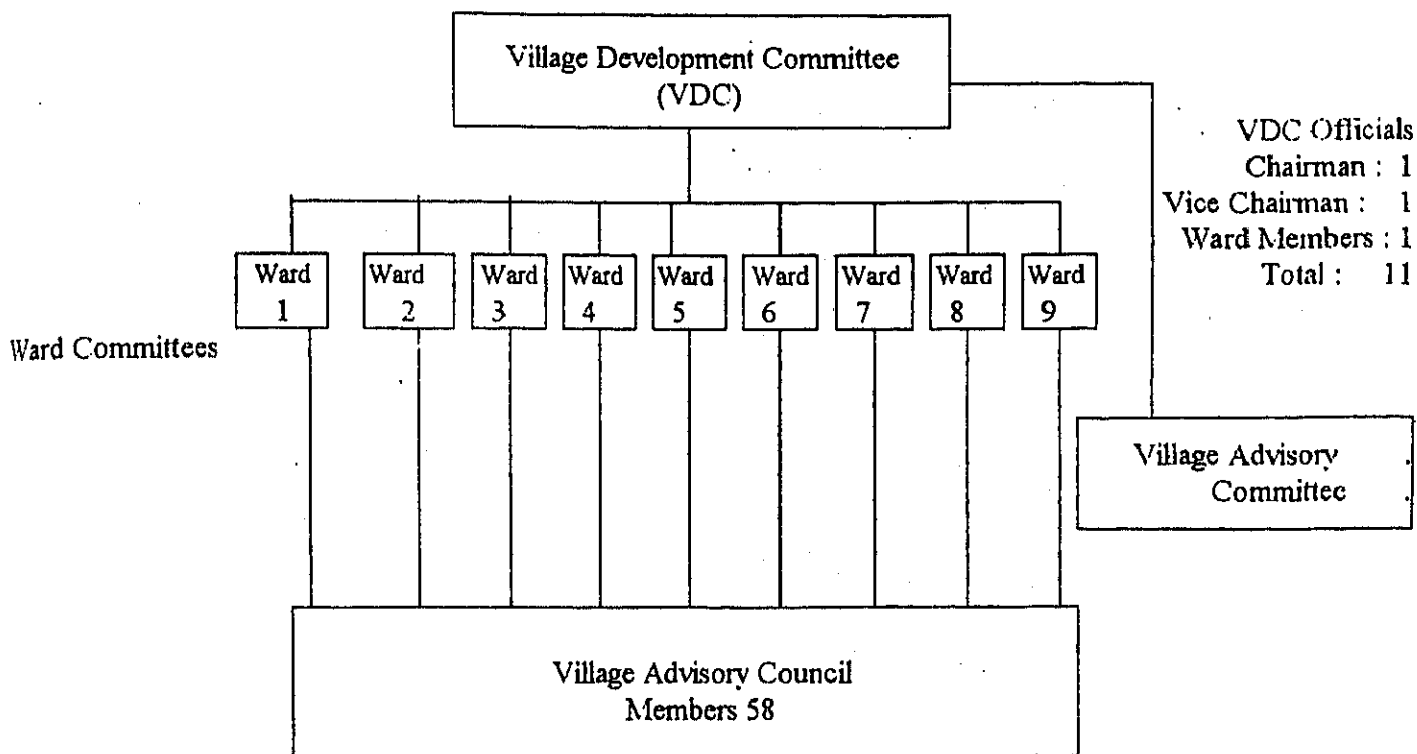 Village Development Committee
(VDC)
VDC Officials
Chairman : 1
Vice Chairman : 1
Ward Members : 1
Total : 11
Ward
1
Ward
2
Ward
3
Ward
4
Ward
5
Ward
6
Ward
7
Ward
8
Ward
9
Ward Committees
Village Advisory
Committee
Village Advisory Council
Members 58